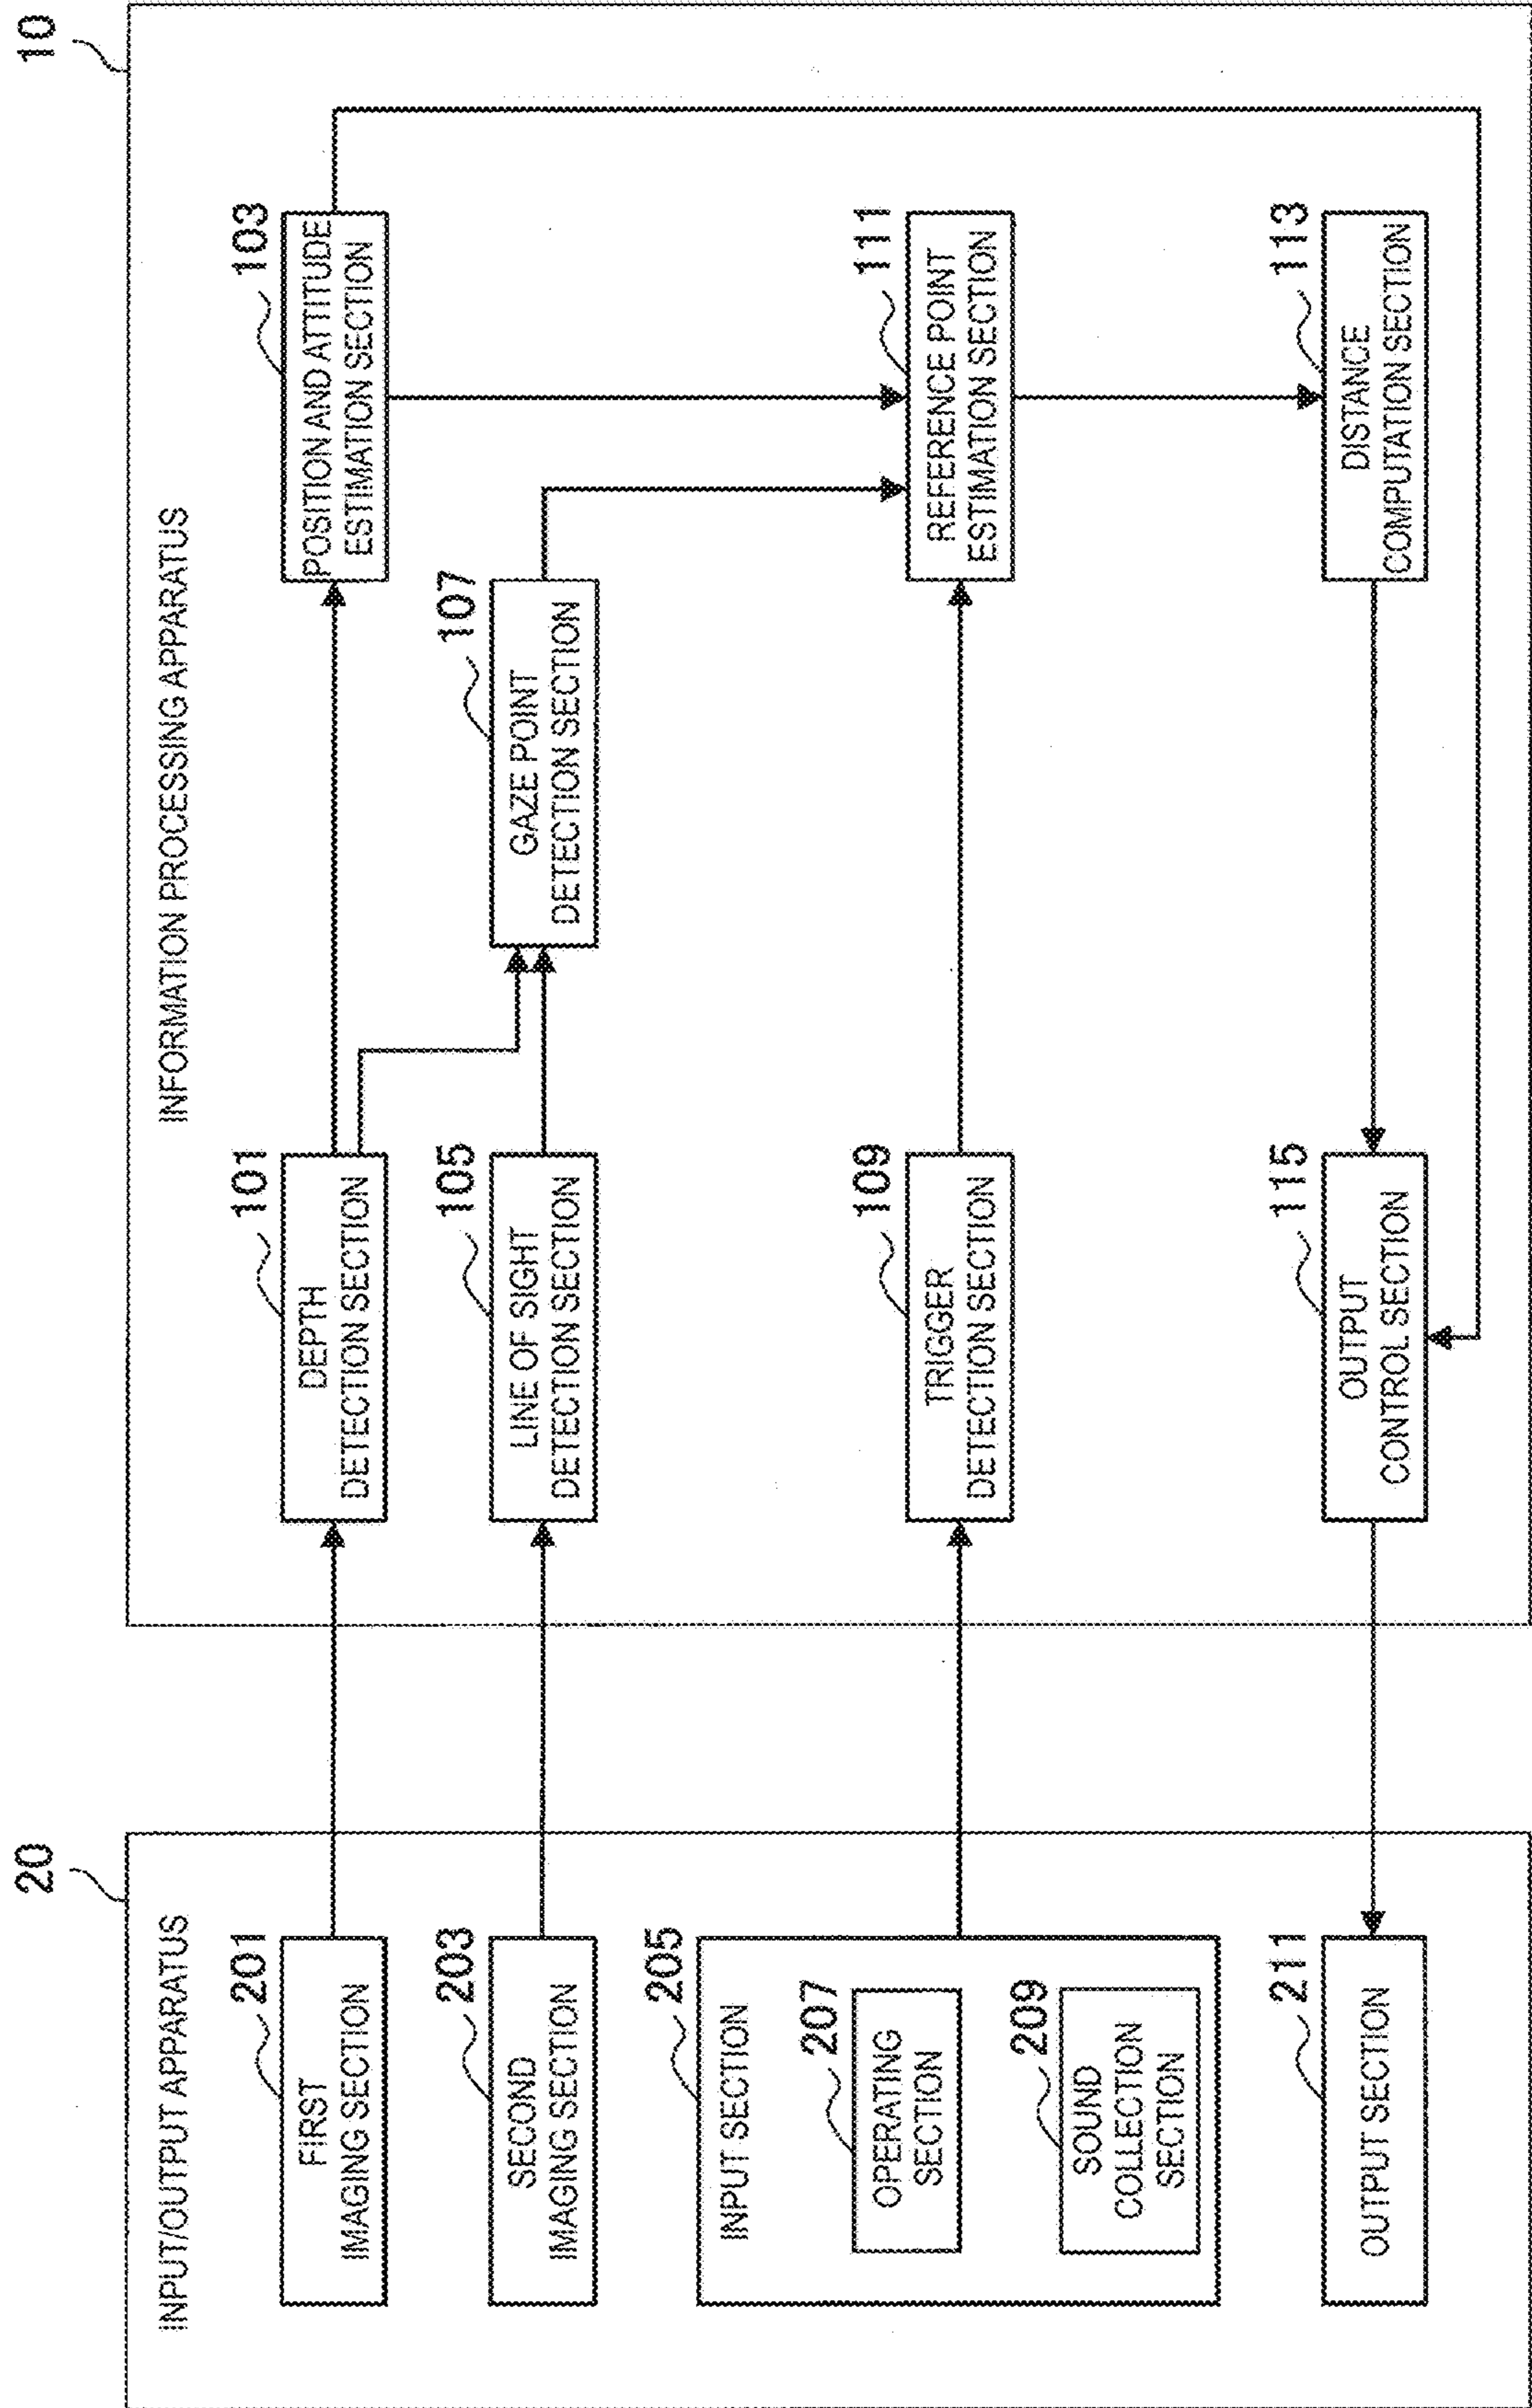 20
INPUT/OUTPUT APPARATUS
201
FIRST
IMAGING SECTION
203
SECOND
IMAGING SECTION
205
INPUT SECTION
207
OPERATING
SECTION
209
SOUND
COLLECTION
SECTION
211
OUTPUT SECTION
10
INFORMATION PROCESSING APPARATUS
101
DEPTH
DETECTION SECTION
103
POSITION AND ATTITUDE
ESTIMATION SECTION
105
LINE OF SIGHT
DETECTION SECTION
107
GAZE POINT
DETECTION SECTION
109
TRIGGER
DETECTION SECTION
111
REFERENCE POINT
ESTIMATION SECTION
115
OUTPUT
CONTROL SECTION
113
DISTANCE
COMPUTATION SECTION